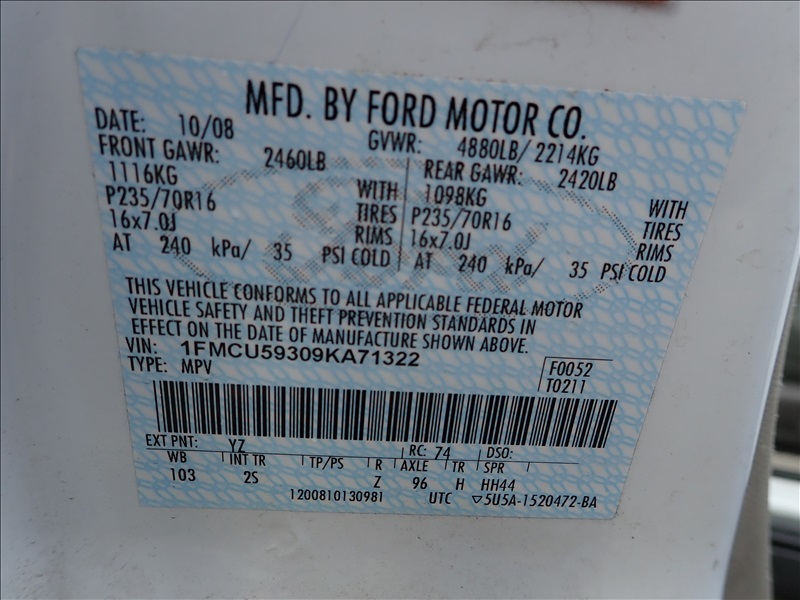 MFD. BY FORD MOTOR CO.
DATE: 10/08 GVWR: 4880LB/ 2214KG
FRONT GAWR: 2460LB REAR GAWR: 2420LB
1116KG WITH 1098KG WITH
P235/70R16 TIRES P235/70R16 TIRES
16x7.0J RIMS 16x7.0J RIMS
AT 240 kPa/ 35 PSI COLD AT 240 kPa/ 35 PSI COLD
THIS VEHICLE CONFORMS TO ALL APPLICABLE FEDERAL MOTOR
VEHICLE SAFETY AND THEFT PREVENTION STANDARDS IN
EFFECT ON THE DATE OF MANUFACTURE SHOWN ABOVE.
VIN: 1FMCU59309KA71322 F0052
TYPE: MPV T0211
EXT PNT: YZ RC: 74 DSO:
WB INT TR TP/PS R AXLE TR SPR
103 2S Z 96 H HH44
1200810130981 UTC ▽5U5A-1520472-BA